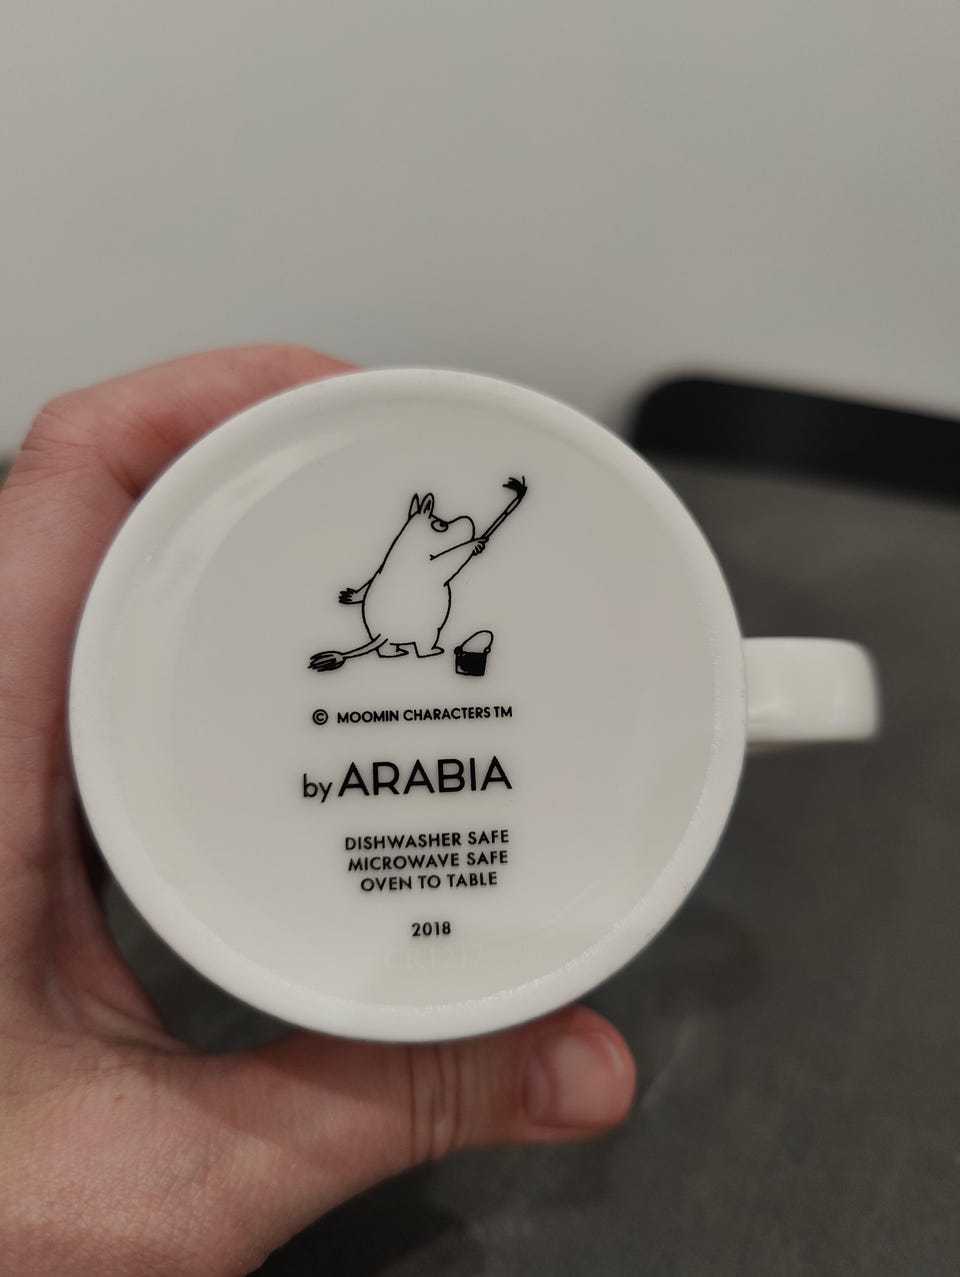 © MOOMIN CHARACTERS TM
by ARABIA
DISHWASHER SAFE
MICROWAVE SAFE
OVEN TO TABLE
2018